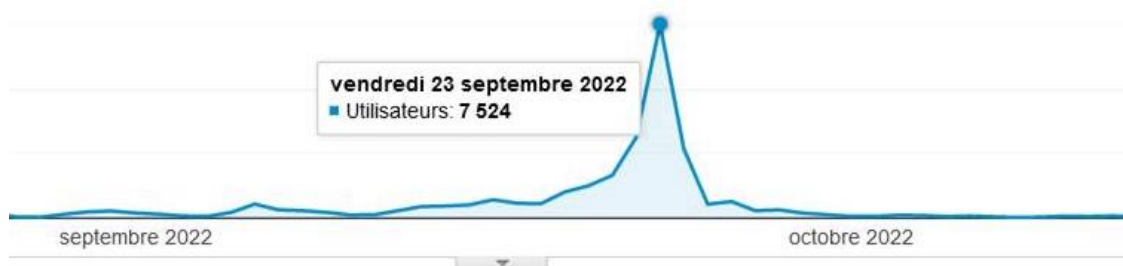 vendredi 23 septembre 2022
Utilisateurs: 7 524
septembre 2022
octobre 2022